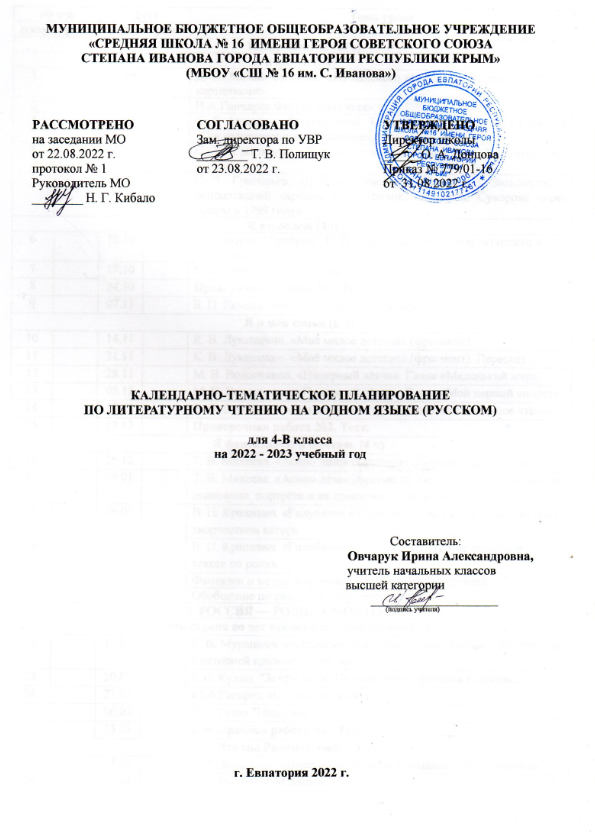 МУНИЦИПАЛЬНОЕ БЮДЖЕТНОЕ ОБЩЕОБРАЗОВАТЕЛЬНОЕ УЧРЕЖДЕНИЕ
«СРЕДНЯЯ ШКОЛА № 16 ИМЕНИ ГЕРОЯ СОВЕТСКОГО СОЮЗА
СТЕПАНА ИВАНОВА ГОРОДА ЕВПАТОРИИ РЕСПУБЛИКИ КРЫМ»
(МБОУ «СШ № 16 им. С. Иванова»)
РАССМОТРЕНО
на заседании МО
от 22.08.2022 г.
протокол № 1
Руководитель МО
Н. Г. Кибало
СОГЛАСОВАНО
Зам. директора по УВР
Т. В. Полищук
от 23.08.2022 г.
УТВЕРЖДЕНО
Директор школы
О. А. Донцова
Приказ № 779/01-16
от 31.08.2022 г.
МУНИЦИПАЛЬНОЕ
БЮДЖЕТНОЕ
ОБЩЕОБРАЗОВАТЕЛЬНОЕ
КАЛЕНДАРНО-ТЕМАТИЧЕСКОЕ ПЛАНИРОВАНИЕ
ПО ЛИТЕРАТУРНОМУ ЧТЕНИЮ НА РОДНОМ ЯЗЫКЕ (РУССКОМ)
для 4-В класса
на 2022 - 2023 учебный год
Составитель:
Овчарук Ирина Александровна,
учитель начальных классов
высшей категории
(подпись учителя)
г. Евпатория 2022 г.